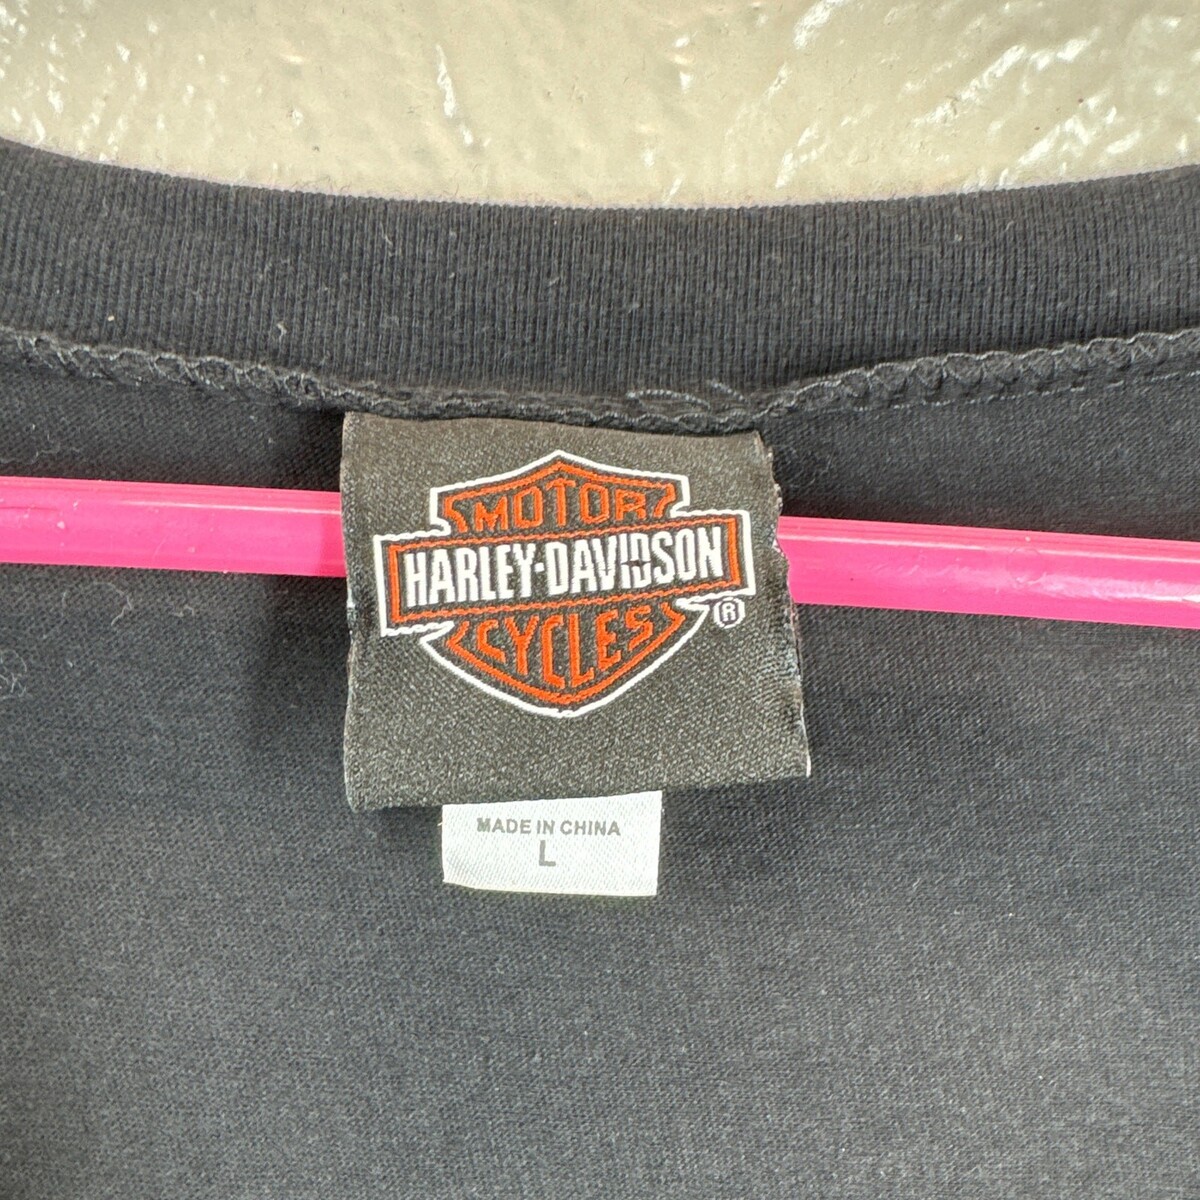 MOTOR
HARLEY-DAVIDSON
CYCLES
®
MADE IN CHINA
L